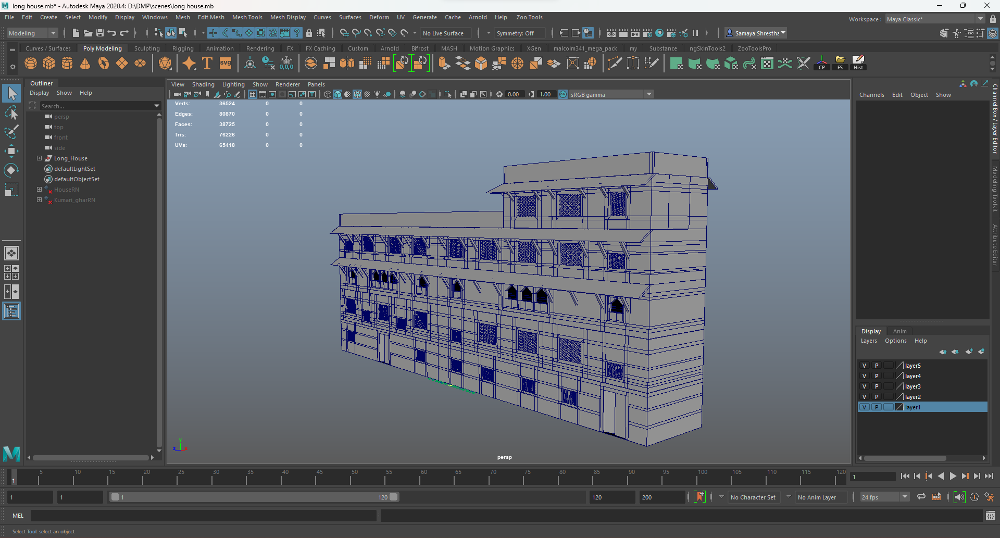 long house.mb* - Autodesk Maya 2020.4: D:\DMP\scenes\long house.mb
File Edit Create Select Modify Display Windows Mesh Edit Mesh Mesh Tools Mesh Display Curves Surfaces Deform UV Generate Cache Arnold Help Zoo Tools
Workspace : Maya Classic*
Modeling No Live Surface Symmetry: Off IPR Samaya Shrestha
Curves / Surfaces Poly Modeling Sculpting Rigging Animation Rendering FX FX Caching Custom Arnold Bifrost MASH Motion Graphics XGen malcolm341_mega_pack my Substance ngSkinTools2 ZooToolsPro
T svg 0,0,0 CP ES Hist
Outliner
Display Show Help
Search...
persp
top
front
side
Long_House
defaultLightSet
defaultObjectSet
HouseRN
Kumari_gharRN
View Shading Lighting Show Renderer Panels
0.00 1.00 ON sRGB gamma
Verts: 36524 0 0
Edges: 80870 0 0
Faces: 38725 0 0
Tris: 76226 0 0
UVs: 65418 0 0
y
z x
persp
Channels Edit Object Show
Channel Box / Layer Editor
Modeling Toolkit
Attribute Editor
Display Anim
Layers Options Help
V P layer5
V P layer4
V P layer3
V P layer2
V P layer1
1 5 10 15 20 25 30 35 40 45 50 55 60 65 70 75 80 85 90 95 100 105 110 115 120 1
1 1 1 120 120 200 No Character Set No Anim Layer 24 fps
MEL
Select Tool: select an object